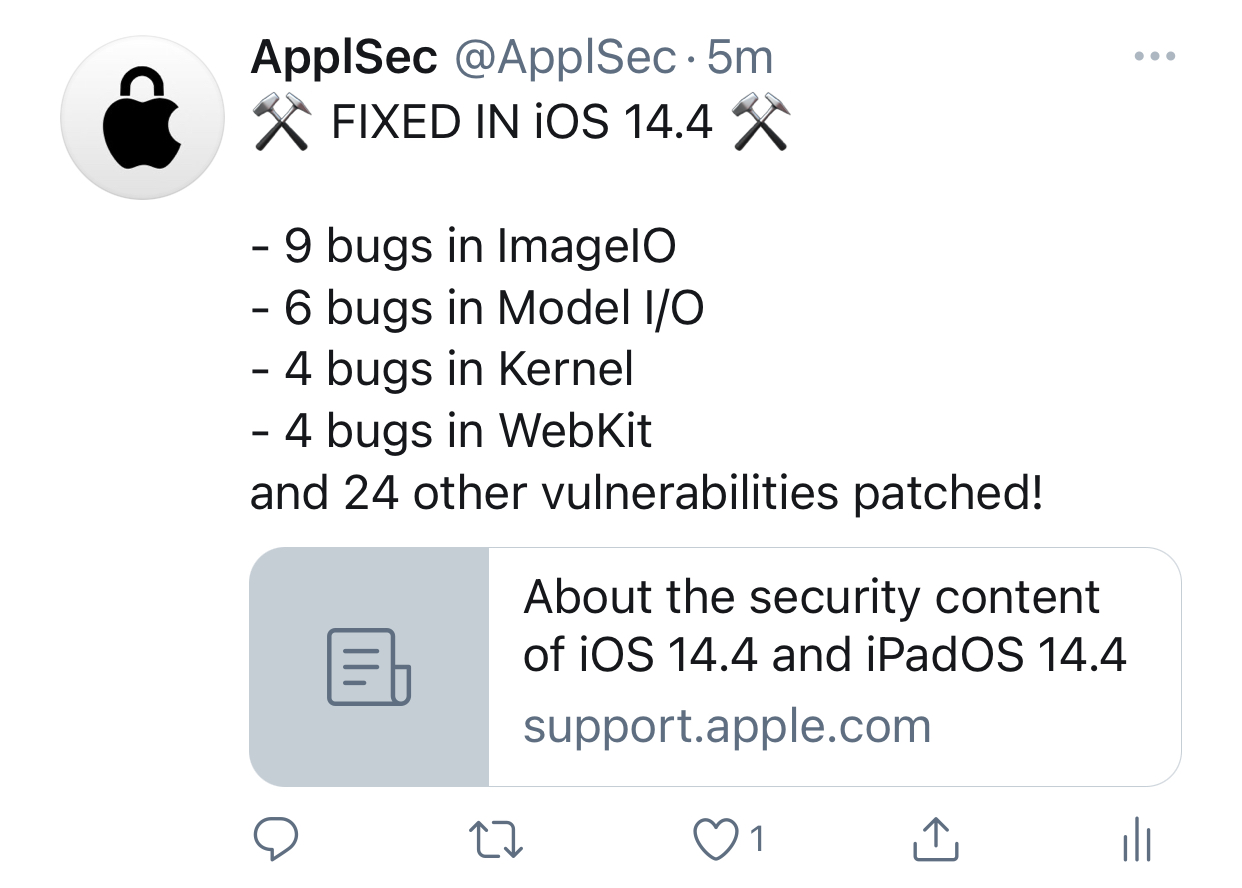 ApplSec @ApplSec · 5m
⚒️ FIXED IN iOS 14.4 ⚒️
- 9 bugs in ImageIO
- 6 bugs in Model I/O
- 4 bugs in Kernel
- 4 bugs in WebKit
and 24 other vulnerabilities patched!
About the security content
of iOS 14.4 and iPadOS 14.4
support.apple.com
1